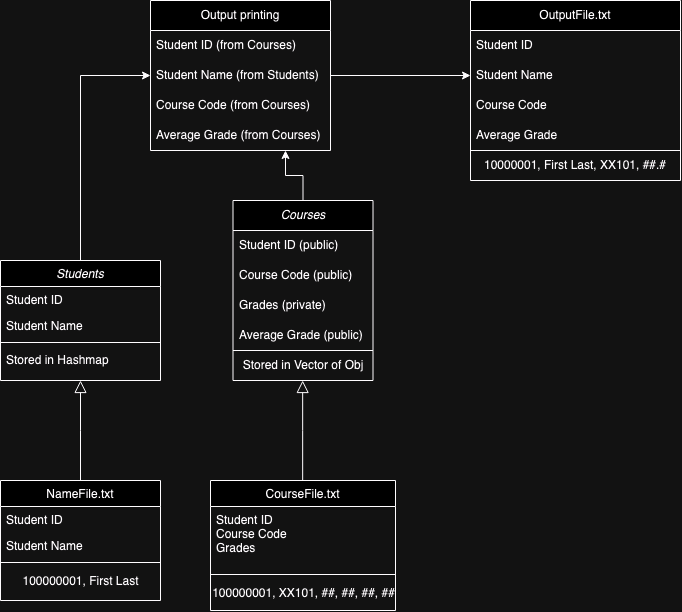 Output printing
Student ID (from Courses)
Student Name (from Students)
Course Code (from Courses)
Average Grade (from Courses)
OutputFile.txt
Student ID
Student Name
Course Code
Average Grade
10000001, First Last, XX101, ##.#
Courses
Student ID (public)
Course Code (public)
Grades (private)
Average Grade (public)
Stored in Vector of Obj
Students
Student ID
Student Name
Stored in Hashmap
NameFile.txt
Student ID
Student Name
100000001, First Last
CourseFile.txt
Student ID
Course Code
Grades
100000001, XX101, ##, ##, ##, ##